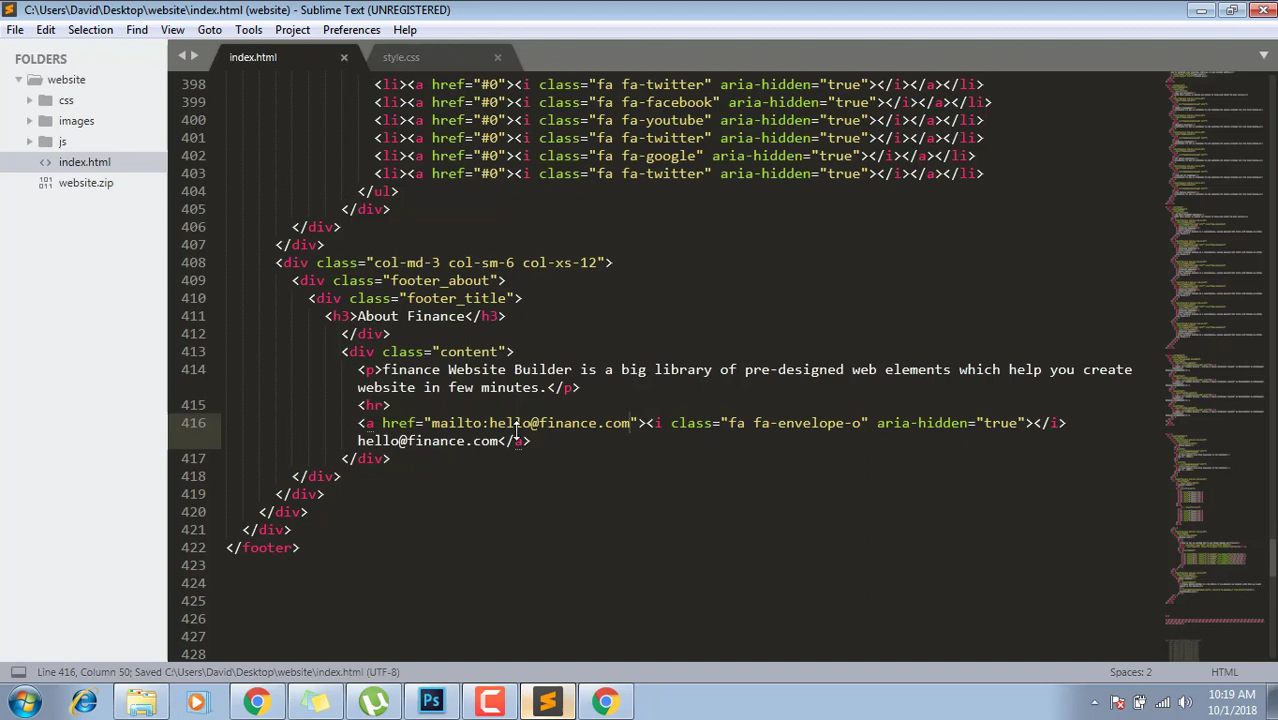 C:\Users\David\Desktop\website\index.html (website) - Sublime Text (UNREGISTERED)
File Edit Selection Find View Goto Tools Project Preferences Help
FOLDERS
website
css
images
js
<> index.html
website.zip
index.html × style.css ×
398 <li><a href="#0"><i class="fa fa-twitter" aria-hidden="true"></i></a></li>
399 <li><a href="#0"><i class="fa fa-facebook" aria-hidden="true"></i></a></li>
400 <li><a href="#0"><i class="fa fa-youtube" aria-hidden="true"></i></a></li>
401 <li><a href="#0"><i class="fa fa-twitter" aria-hidden="true"></i></a></li>
402 <li><a href="#0"><i class="fa fa-google" aria-hidden="true"></i></a></li>
403 <li><a href="#0"><i class="fa fa-twitter" aria-hidden="true"></i></a></li>
404 </ul>
405 </div>
406 </div>
407 </div>
408 <div class="col-md-3 col-sm-6 col-xs-12">
409 <div class="footer_about">
410 <div class="footer_title">
411 <h3>About Finance</h3>
412 </div>
413 <div class="content">
414 <p>finance Website Builder is a big library of pre-designed web elements which help you create
website in few minutes.</p>
415 <hr>
416 <a href="mailto:hello@finance.com"><i class="fa fa-envelope-o" aria-hidden="true"></i>
hello@finance.com</a>
417 </div>
418 </div>
419 </div>
420 </div>
421 </div>
422 </footer>
423
424
425
426
427
428
Line 416, Column 50; Saved C:\Users\David\Desktop\website\index.html (UTF-8)
Spaces: 2 HTML
10:19 AM
10/1/2018